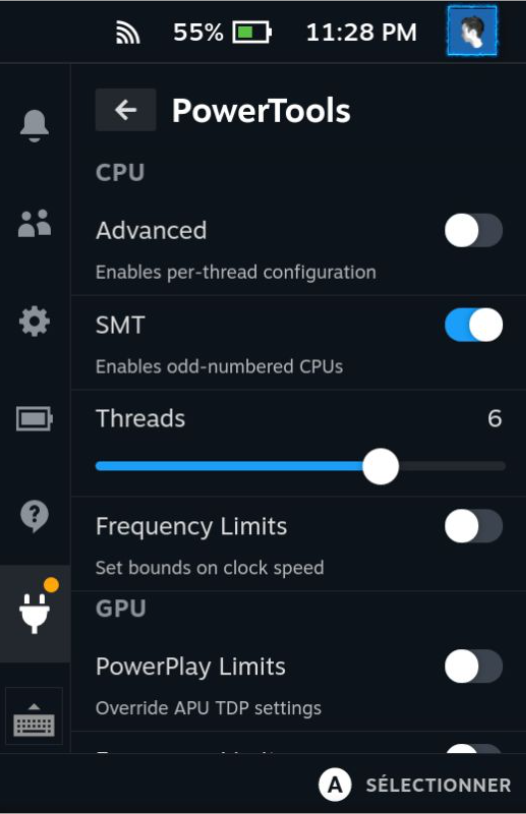 55% 11:28 PM
PowerTools
CPU
Advanced
Enables per-thread configuration
SMT
Enables odd-numbered CPUs
Threads 6
Frequency Limits
Set bounds on clock speed
GPU
PowerPlay Limits
Override APU TDP settings
A SÉLECTIONNER